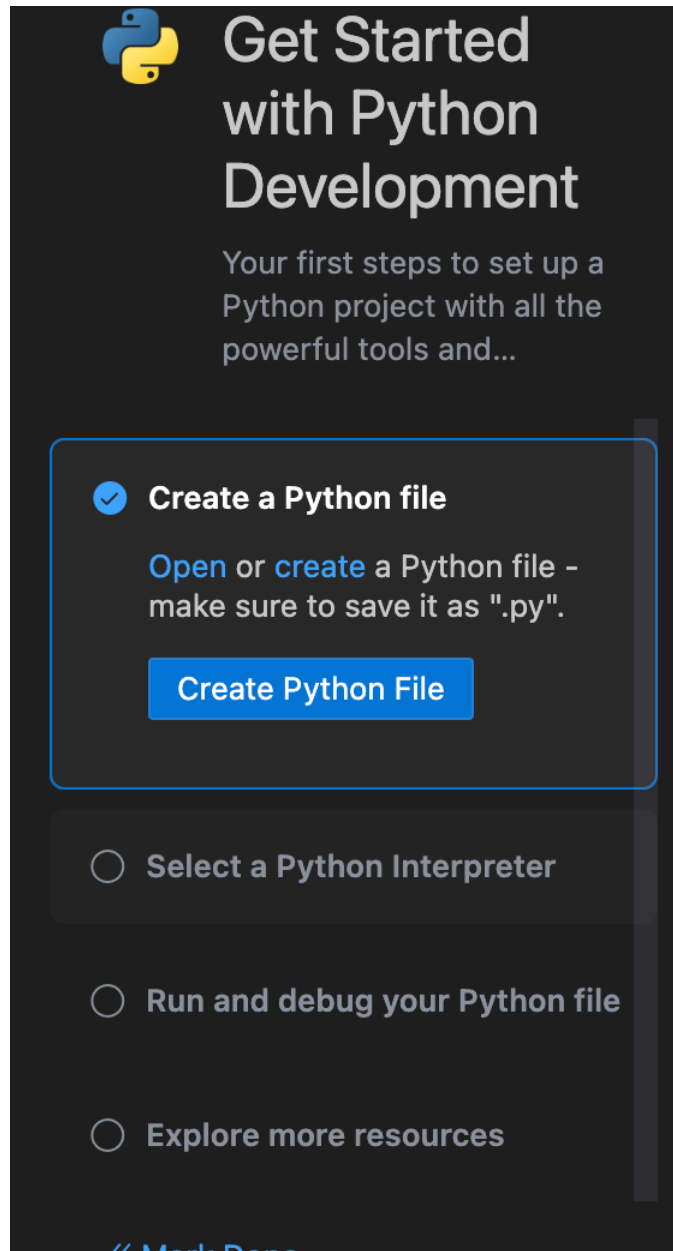 Get Started
with Python
Development
Your first steps to set up a
Python project with all the
powerful tools and...
Create a Python file
Open or create a Python file -
make sure to save it as ".py".
Create Python File
Select a Python Interpreter
Run and debug your Python file
Explore more resources
Mark Done